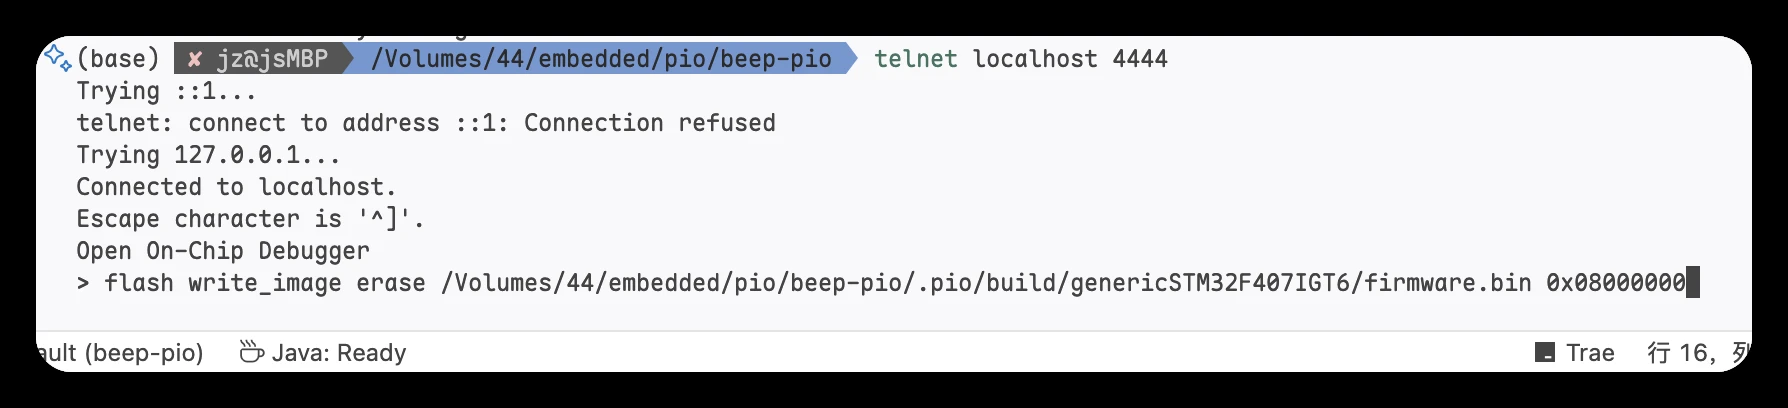 (base) ✘ jz@jsMBP /Volumes/44/embedded/pio/beep-pio telnet localhost 4444
Trying ::1...
telnet: connect to address ::1: Connection refused
Trying 127.0.0.1...
Connected to localhost.
Escape character is '^]'.
Open On-Chip Debugger
> flash write_image erase /Volumes/44/embedded/pio/beep-pio/.pio/build/genericSTM32F407IGT6/firmware.bin 0x08000000
ault (beep-pio) Java: Ready Trae 行 16, 列